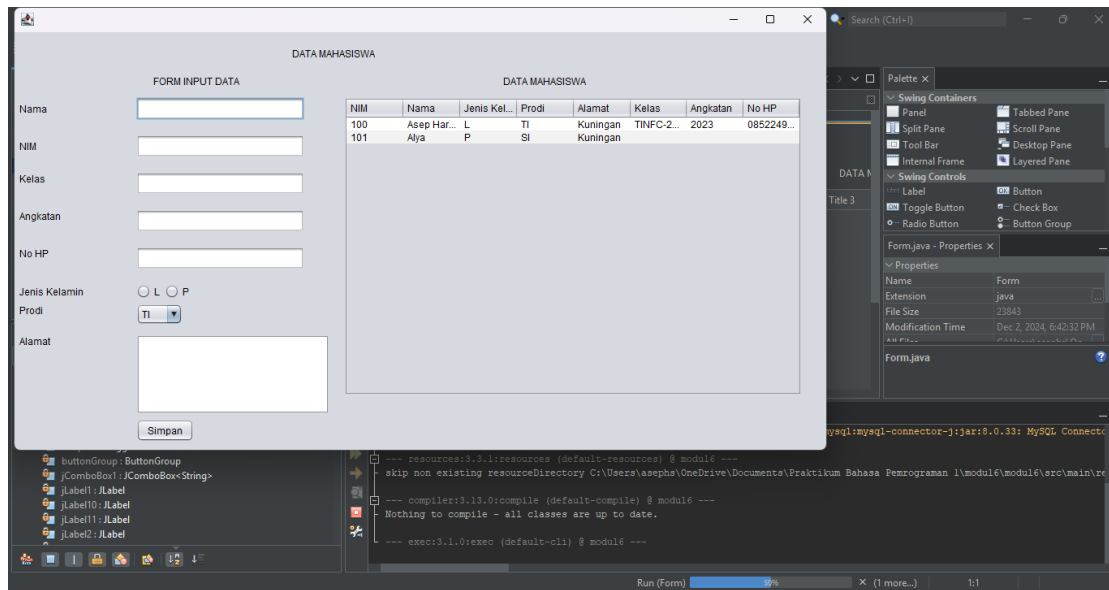 Search (Ctrl+I)
DATA MAHASISWA
FORM INPUT DATA
DATA MAHASISWA
Nama
NIM
Kelas
Angkatan
No HP
Jenis Kelamin
L P
Prodi
TI
Alamat
Simpan
NIM Nama Jenis Kel... Prodi Alamat Kelas Angkatan No HP
100 Asep Har... L TI Kuningan TINFC-2... 2023 0852249...
101 Alya P SI Kuningan
DATA
Title 3
Palette
Swing Containers
Panel Tabbed Pane
Split Pane Scroll Pane
Tool Bar Desktop Pane
Internal Frame Layered Pane
Swing Controls
Label Button
Toggle Button Check Box
Radio Button Button Group
Form.java - Properties
Properties
Name Form
Extension java ...
File Size 23843
Modification Time Dec 2, 2024, 6:42:32 PM
Form.java
buttonGroup : ButtonGroup
jComboBox1 : JComboBox<String>
jLabel1 : JLabel
jLabel10 : JLabel
jLabel11 : JLabel
jLabel2 : JLabel
mysql:mysql-connector-j:jar:8.0.33: MySQL Connecto
--- resources:3.3.1:resources (default-resources) @ modul6 ---
skip non existing resourceDirectory C:\Users\asephs\OneDrive\Documents\Praktikum Bahasa Pemrograman 1\modul6\modul6\src\main\re
--- compiler:3.13.0:compile (default-compile) @ modul6 ---
Nothing to compile - all classes are up to date.
--- exec:3.1.0:exec (default-cli) @ modul6 ---
Run (Form) 50% (1 more...) 1:1